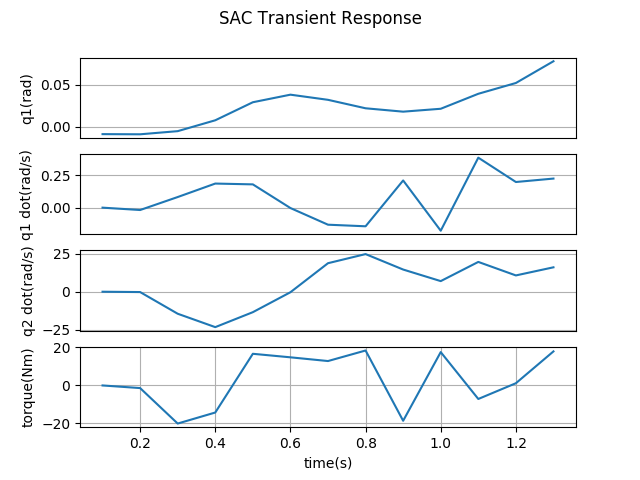 SAC Transient Response
q1(rad)
0.05
0.00
q1 dot(rad/s)
0.25
0.00
q2 dot(rad/s)
25
0
−25
torque(Nm)
20
0
−20
0.2 0.4 0.6 0.8 1.0 1.2
time(s)